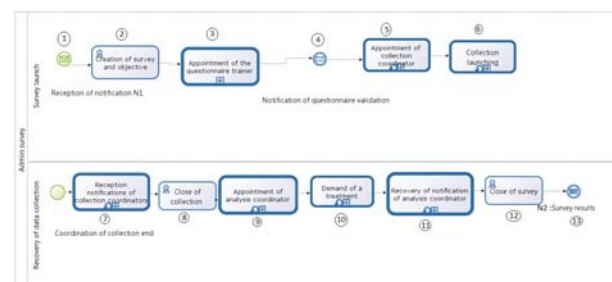 Admin survey
Survey launch
1
2
3
4
5
6
Creation of survey
and objective
Appointment of the
questionnaire trainer
Appointment of
collection
coordinator
Collection
launching
Reception of notification N1
Notification of questionnaire validation
Recovery of data collection
Reception
notifications of
collection coordinators
Close of
collection
Appointment of
analysis coordinator
Demand of a
treatment
Recovery of notification
of analysis coordinator
Close of survey
7
8
9
10
11
12
13
N2 :Survey results
Coordination of collection end